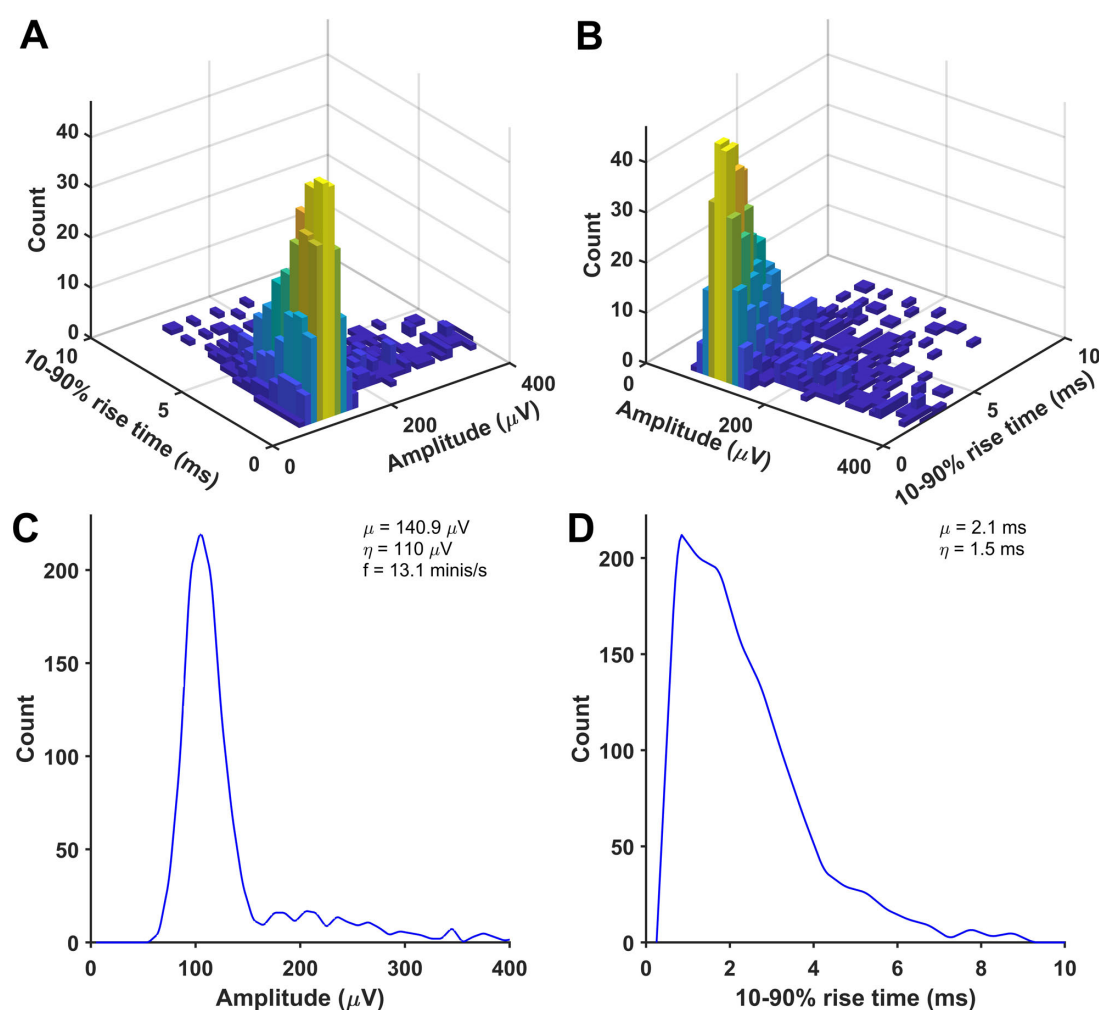 A
B
Count
40
30
20
10
0
10
5
0
10-90% rise time (ms)
0
200
400
Amplitude (μV)
Count
40
30
20
10
0
0
200
400
Amplitude (μV)
0
5
10
10-90% rise time (ms)
C
μ = 140.9 μV
η = 110 μV
f = 13.1 minis/s
Count
200
150
100
50
0
0 100 200 300 400
Amplitude (μV)
D
μ = 2.1 ms
η = 1.5 ms
Count
200
150
100
50
0
0 2 4 6 8 10
10-90% rise time (ms)